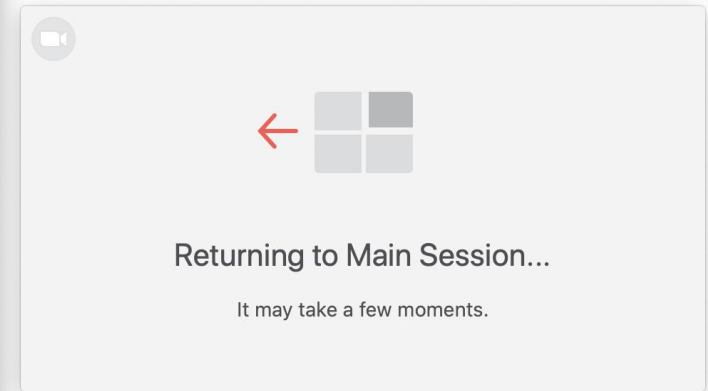 Returning to Main Session...
It may take a few moments.